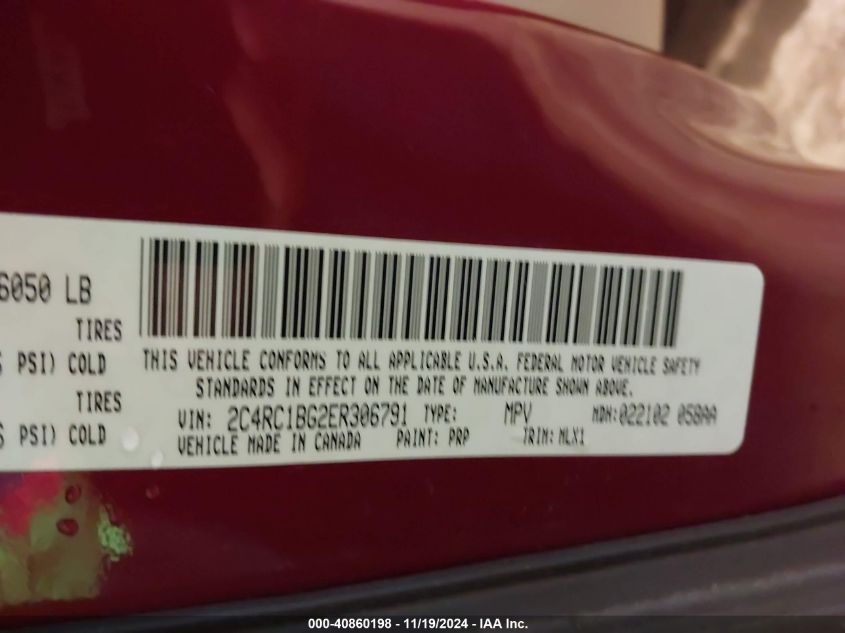 6050 LB
TIRES
PSI) COLD
TIRES
PSI) COLD
THIS VEHICLE CONFORMS TO ALL APPLICABLE U.S.A. FEDERAL MOTOR VEHICLE SAFETY
STANDARDS IN EFFECT ON THE DATE OF MANUFACTURE SHOWN ABOVE.
VIN: 2C4RC1BG2ER306791 TYPE: MPV MDH:022102 058AA
VEHICLE MADE IN CANADA PAINT: PRP TRIM: MLX1
000-40860198 - 11/19/2024 - IAA Inc.